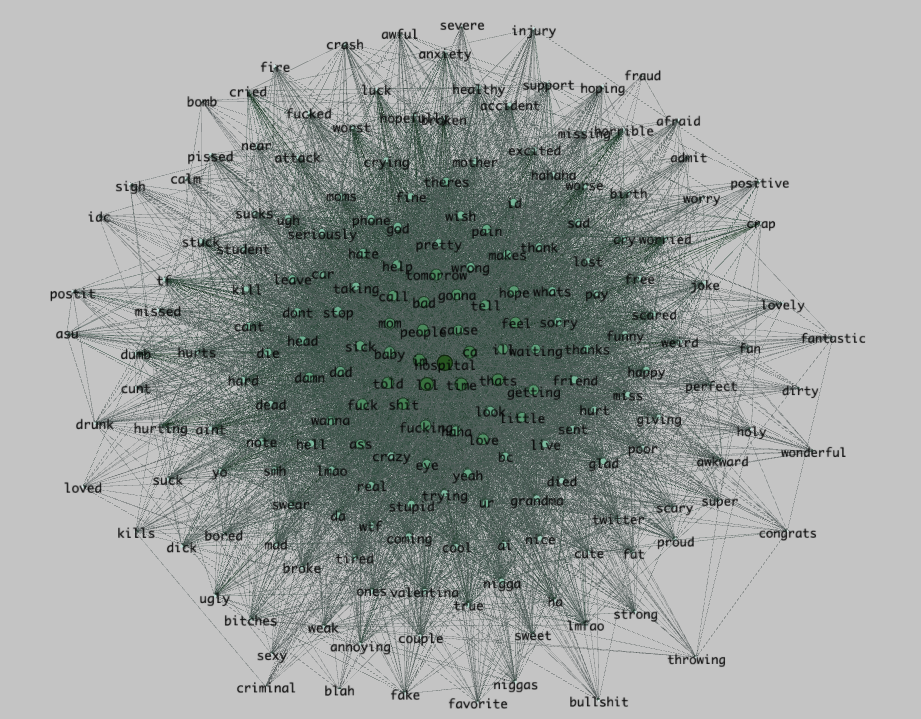 severe
awful
injury
crash
anxiety
fire
fraud
cried
luck
healthy
support
hoping
bomb
fucked
accident
hopefully
broken
afraid
worst
missing
horrible
near
excited
pissed
attack
crying
mother
admit
hahaha
sigh
calm
theres
worse
positive
moms
fine
birth
worry
id
idc
sucks
ugh
phone
god
wish
sad
crap
seriously
pain
stuck
student
hate
pretty
makes
thank
cry
worried
lost
help
tomorrow
wrong
tf
leave
car
free
joke
postit
kill
taking
call
bad
gonna
hope
whats
pay
tell
lovely
missed
dont
stop
scared
cant
mom
people
cause
feel
sorry
asu
head
funny
weird
fantastic
dumb
hurts
die
sick
baby
la
ca
ill
waiting
thanks
fan
hospital
cunt
hard
damn
dad
told
lol
time
thats
getting
friend
happy
perfect
dirty
miss
dead
fuck
shit
look
little
hurt
drunk
hurting
aint
wanna
fucking
haha
sent
giving
holy
note
hell
ass
love
live
poor
wonderful
crazy
eye
bc
glad
awkward
suck
yo
smh
lmao
yeah
died
loved
real
trying
ur
grandma
super
swear
stupid
scary
kills
da
wtf
twitter
congrats
dick
bored
mad
coming
cool
al
nice
cute
fat
proud
broke
tired
ugly
ones
valentina
nigga
true
ha
bitches
weak
strong
annoying
couple
sweet
lmfao
sexy
throwing
criminal
blah
fake
niggas
favorite
bullshit